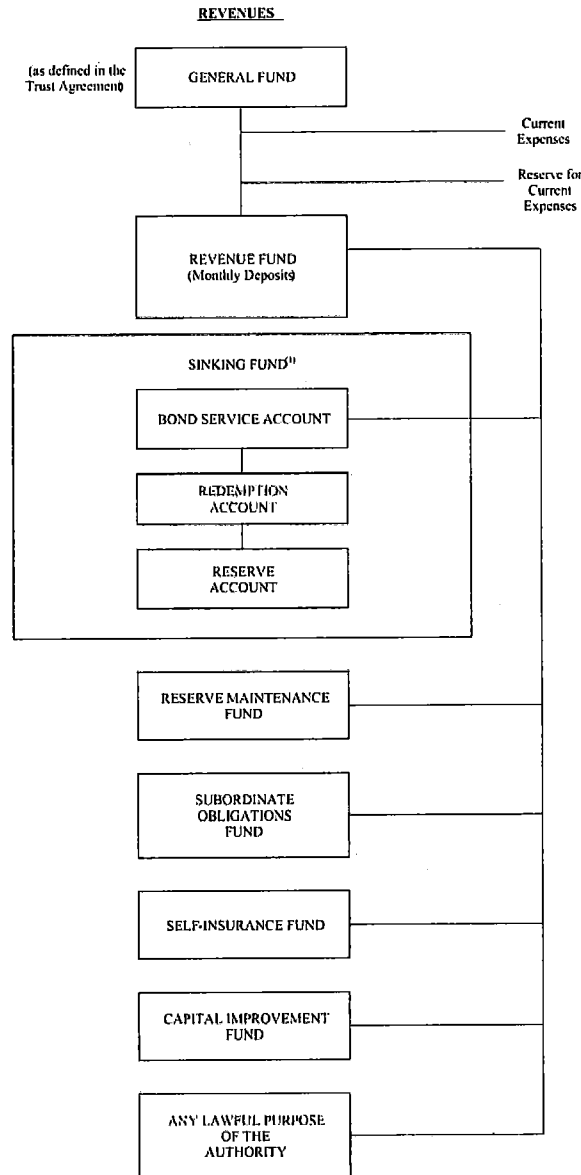 REVENUES
(as defined in the
Trust Agreement)
GENERAL FUND
Current
Expenses
Reserve for
Current
Expenses
REVENUE FUND
(Monthly Deposits)
SINKING FUND(1)
BOND SERVICE ACCOUNT
REDEMPTION
ACCOUNT
RESERVE
ACCOUNT
RESERVE MAINTENANCE
FUND
SUBORDINATE
OBLIGATIONS
FUND
SELF-INSURANCE FUND
CAPITAL IMPROVEMENT
FUND
ANY LAWFUL PURPOSE
OF THE
AUTHORITY